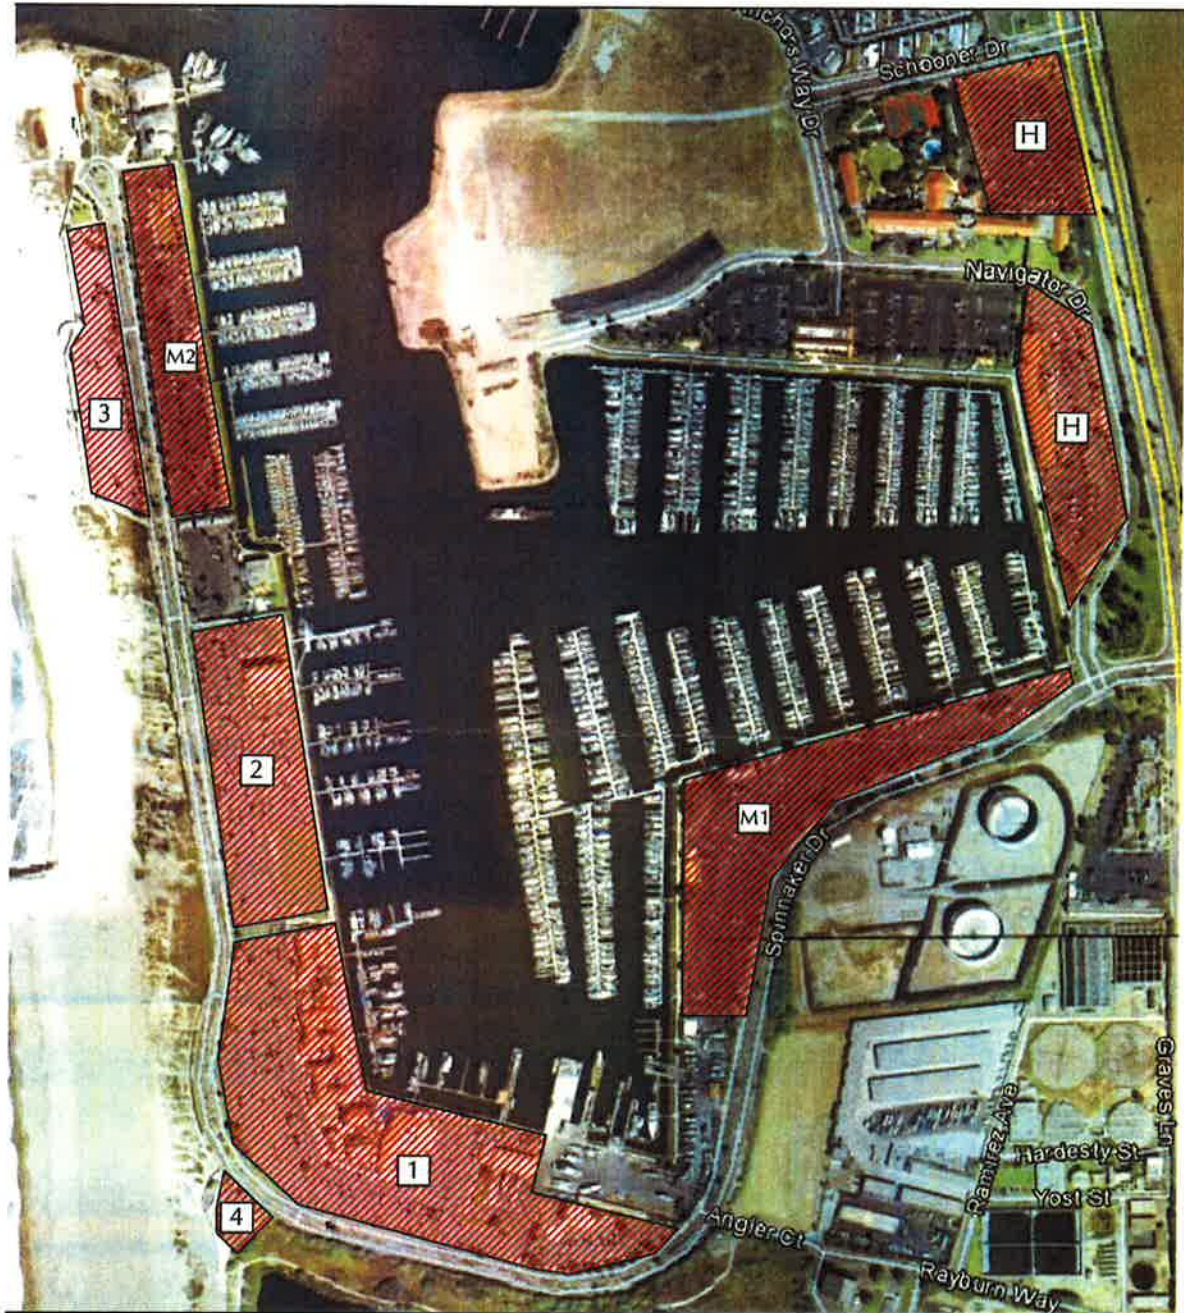 Schooner Dr
H
Navigator Dr
M2
3
H
2
M1
Spinnaker Dr
Graves Ln
Ramirez Ave
Hardesty St
1
4
Yost St
Angler Ct
Rayburn Way